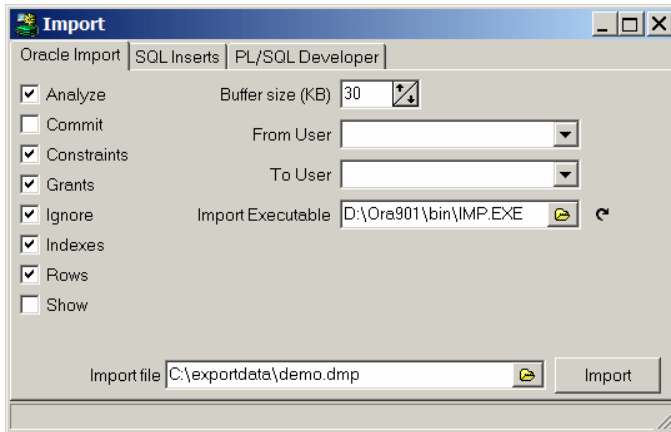 Import
Oracle Import SQL Inserts PL/SQL Developer
Analyze Buffer size (KB) 30
Commit
From User
Constraints
To User
Grants
Ignore Import Executable D:\Ora901\bin\IMP.EXE
Indexes
Rows
Show
Import file C:\exportdata\demo.dmp Import